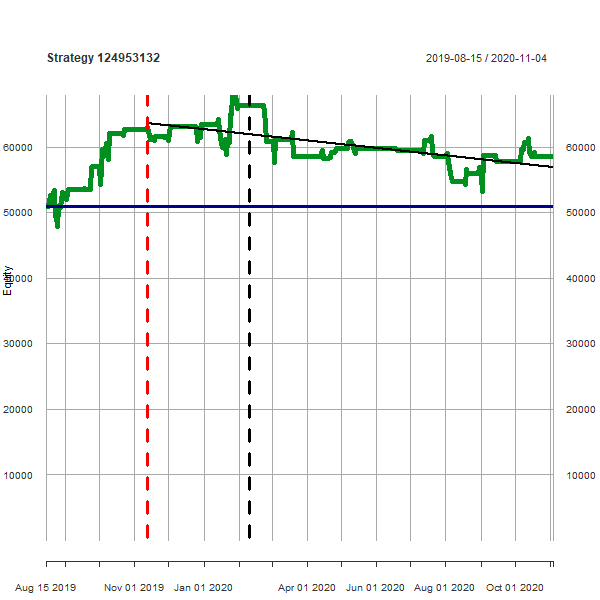 Strategy 124953132
2019-08-15 / 2020-11-04
60000
60000
50000
50000
Equity
40000
40000
30000
30000
20000
20000
10000
10000
Aug 15 2019
Nov 01 2019
Jan 01 2020
Apr 01 2020
Jun 01 2020
Aug 01 2020
Oct 01 2020